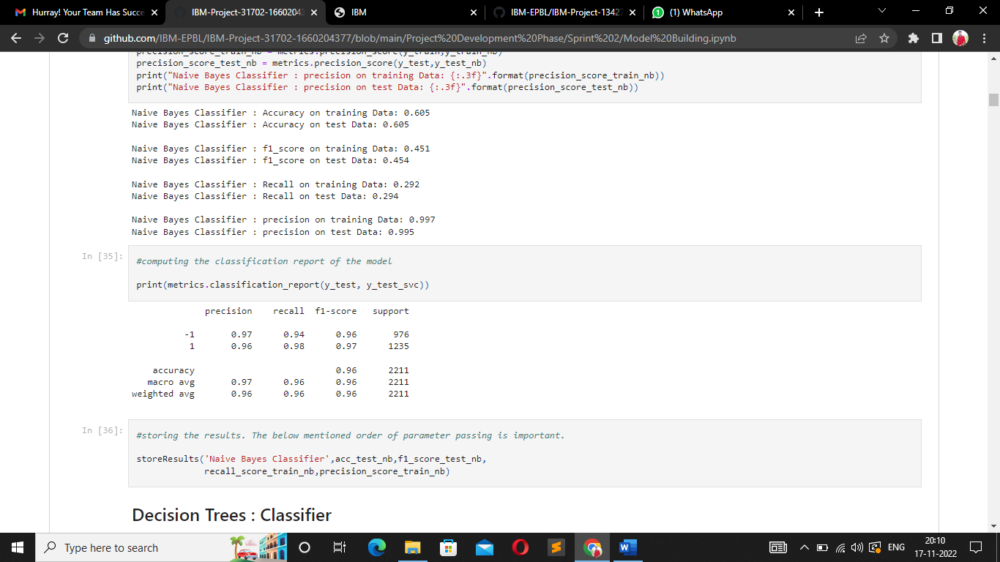 Hurray! Your Team Has Succe
IBM-Project-31702-16602043
IBM
IBM-EPBL/IBM-Project-13427
(1) WhatsApp
github.com/IBM-EPBL/IBM-Project-31702-1660204377/blob/main/Project%20Development%20Phase/Sprint%202/Model%20Building.ipynb
precision_score_train_nb = metrics.precision_score(y_train,y_train_nb)
precision_score_test_nb = metrics.precision_score(y_test,y_test_nb)
print("Naive Bayes Classifier : precision on training Data: {:.3f}".format(precision_score_train_nb))
print("Naive Bayes Classifier : precision on test Data: {:.3f}".format(precision_score_test_nb))
Naive Bayes Classifier : Accuracy on training Data: 0.605
Naive Bayes Classifier : Accuracy on test Data: 0.605
Naive Bayes Classifier : f1_score on training Data: 0.451
Naive Bayes Classifier : f1_score on test Data: 0.454
Naive Bayes Classifier : Recall on training Data: 0.292
Naive Bayes Classifier : Recall on test Data: 0.294
Naive Bayes Classifier : precision on training Data: 0.997
Naive Bayes Classifier : precision on test Data: 0.995
In [35]:
#computing the classification report of the model
print(metrics.classification_report(y_test, y_test_svc))
precision recall f1-score support
-1 0.97 0.94 0.96 976
1 0.96 0.98 0.97 1235
accuracy 0.96 2211
macro avg 0.97 0.96 0.96 2211
weighted avg 0.96 0.96 0.96 2211
In [36]:
#storing the results. The below mentioned order of parameter passing is important.
storeResults('Naive Bayes Classifier',acc_test_nb,f1_score_test_nb,
recall_score_train_nb,precision_score_train_nb)
Decision Trees : Classifier
Type here to search
ENG
20:10
17-11-2022